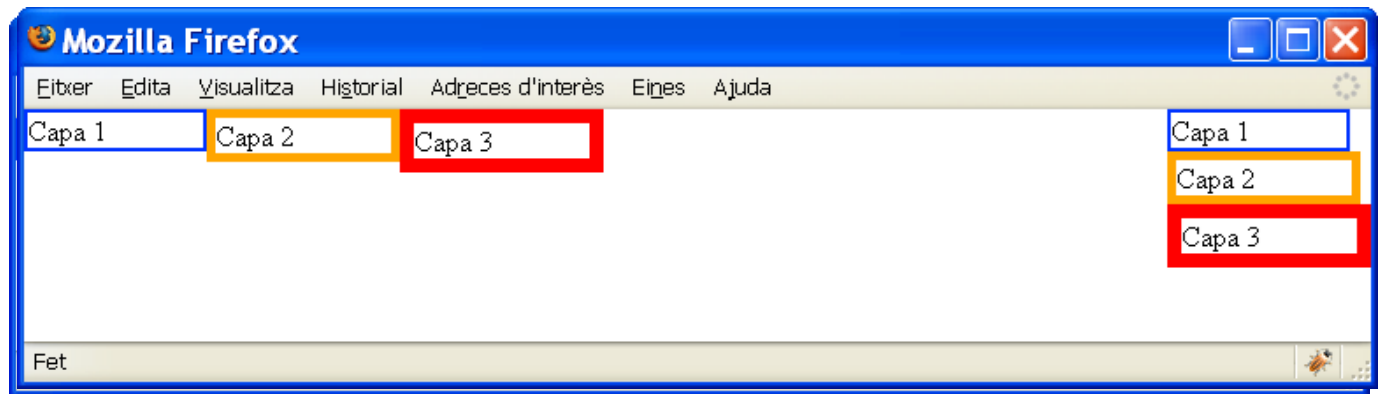 Mozilla Firefox
Fitxer Edita Visualitza Historial Adreces d'interès Eines Ajuda
Capa 1 Capa 2 Capa 3
Capa 1
Capa 2
Capa 3
Fet